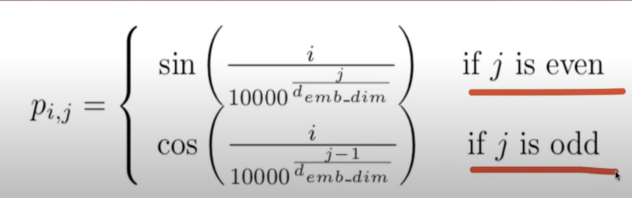 p_{i,j} = { sin ( i / 10000^{j / d_{emb_dim}} ) if j is even
cos ( i / 10000^{j-1 / d_{emb_dim}} ) if j is odd